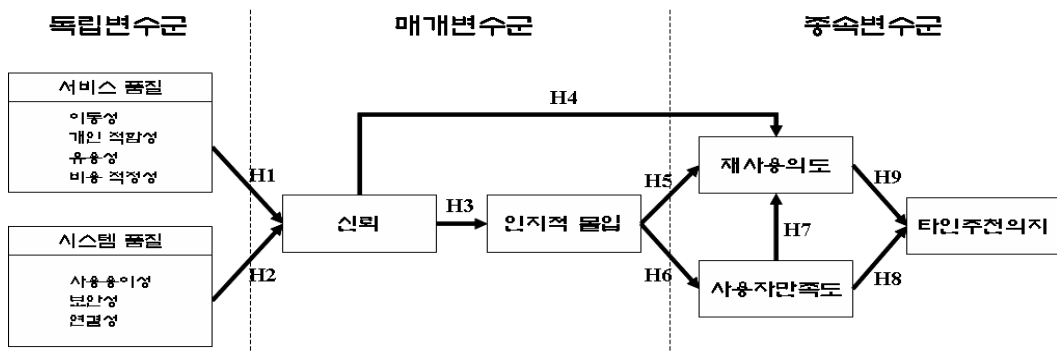 독립변수군
매개변수군
종속변수군
서비스 품질
이동성
개인 적합성
유용성
비용 적정성
시스템 품질
사용용이성
보안성
연결성
H1
H2
신뢰
H3
H4
인지적 몰입
H5
H6
재사용의도
H7
사용자만족도
H9
H8
타인추천의지